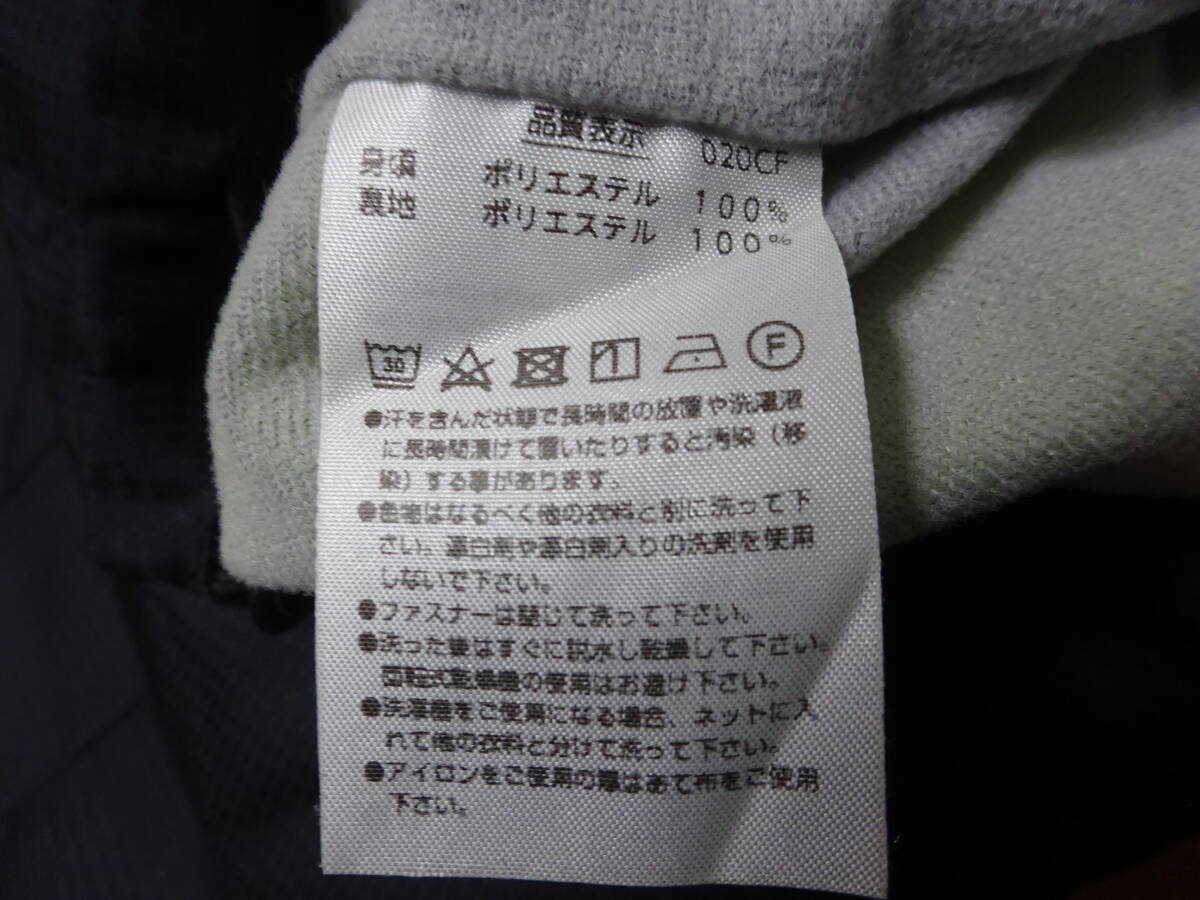 品質表示 020CF
身頃 ポリエステル 100%
裏地 ポリエステル 100%
30 1 F
●汗を含んだ状態で長時間の放置や洗濯液
に長時間漬けて置いたりすると汚染（移
染）する事があります。
●色物はなるべく他の衣料と別に洗って下
さい。漂白剤や漂白剤入りの洗剤を使用
しないで下さい。
●ファスナーは閉じて洗って下さい。
●洗った後はすぐに脱水し乾燥して下さい。
回転式乾燥機の使用はお避け下さい。
●洗濯機をご使用になる場合、ネットに入
れて他の衣料と分けて洗って下さい。
●アイロンをご使用の際はあて布をご使用
下さい。